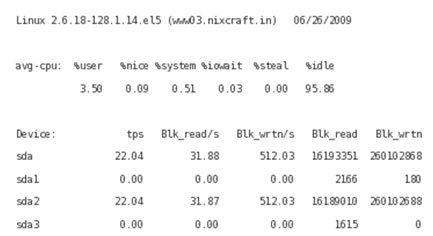 Linux 2.6.18-128.1.14.el5 (www03.nixcraft.in) 06/26/2009
avg-cpu: %user %nice %system %iowait %steal %idle
3.50 0.09 0.51 0.03 0.00 95.86
Device: tps Blk_read/s Blk_wrtn/s Blk_read Blk_wrtn
sda 22.04 31.88 512.03 16193351 260102868
sda1 0.00 0.00 0.00 2166 180
sda2 22.04 31.87 512.03 16189010 260102688
sda3 0.00 0.00 0.00 1615 0